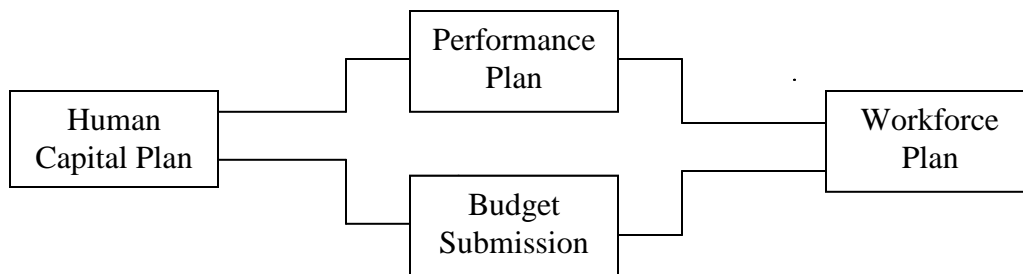 Performance
Plan
Human
Capital Plan
Workforce
Plan
Budget
Submission